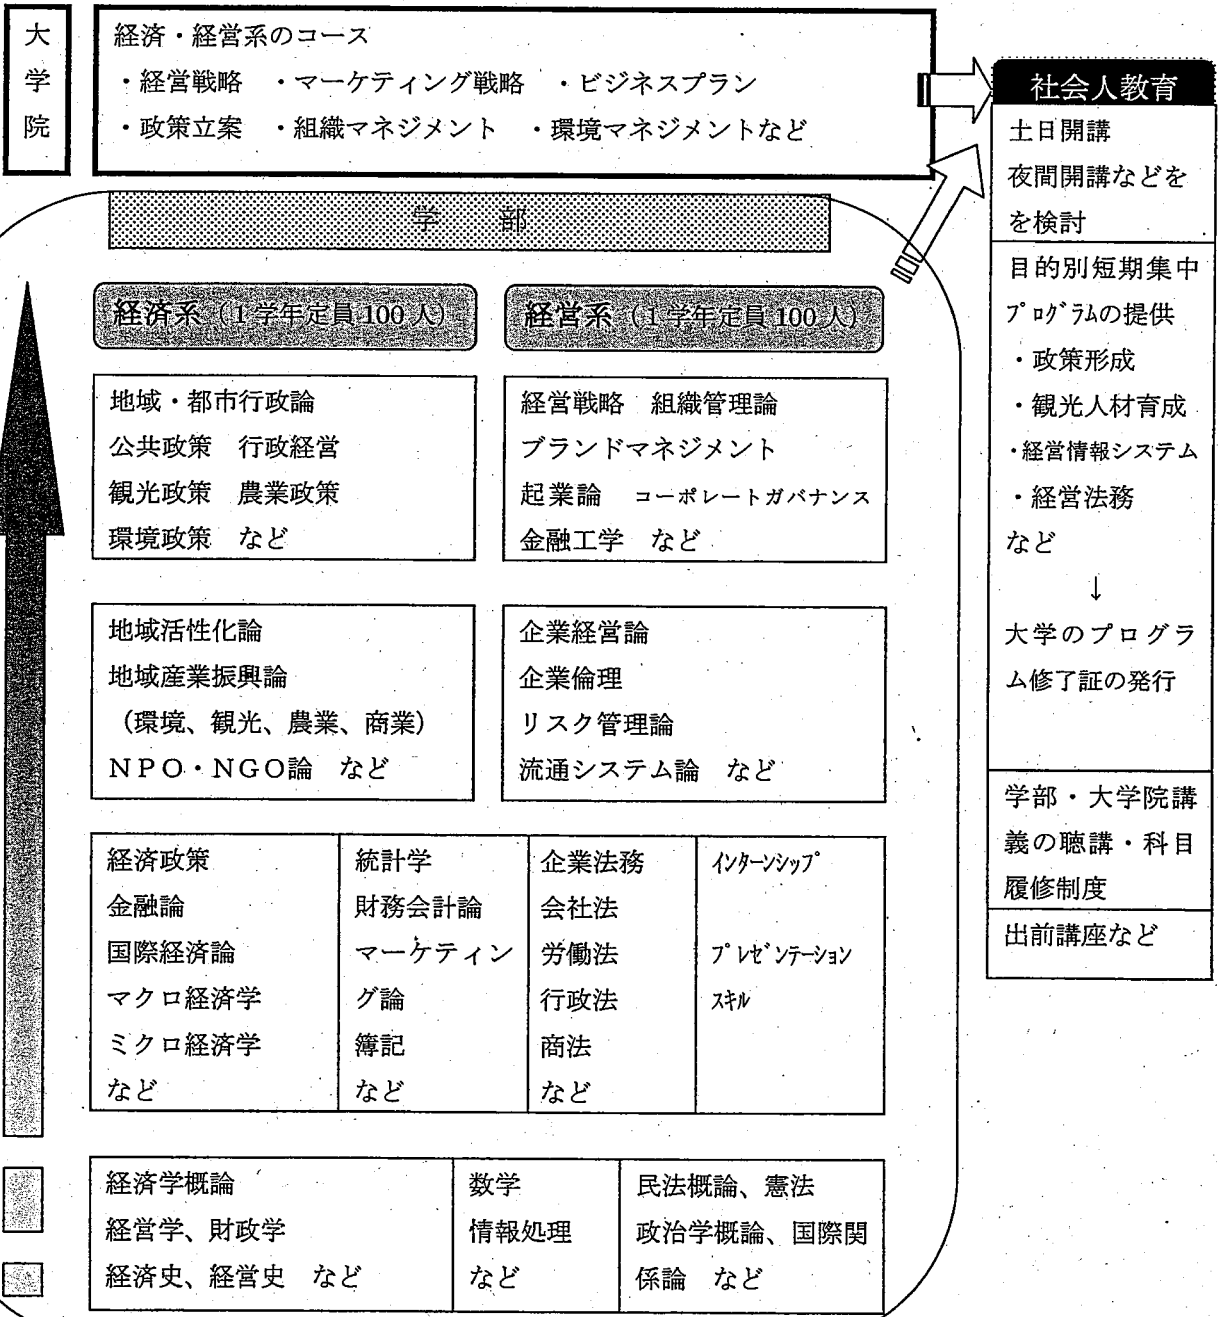 大学院
経済・経営系のコース
・経営戦略　・マーケティング戦略　・ビジネスプラン
・政策立案　・組織マネジメント　・環境マネジメントなど
社会人教育
土日開講
夜間開講などを
を検討
目的別短期集中
ﾌﾟﾛｸﾞﾗﾑの提供
・政策形成
・観光人材育成
・経営情報システム
・経営法務
など
↓
大学のプログラ
ム修了証の発行
学部・大学院講
義の聴講・科目
履修制度
出前講座など
学　部
経済系（1学年定員100人）
経営系（1学年定員100人）
地域・都市行政論
公共政策　行政経営
観光政策　農業政策
環境政策　など
経営戦略　組織管理論
ブランドマネジメント
起業論　コーポレートガバナンス
金融工学　など
地域活性化論
地域産業振興論
（環境、観光、農業、商業）
ＮＰＯ・ＮＧＯ論　など
企業経営論
企業倫理
リスク管理論
流通システム論　など
経済政策
金融論
国際経済論
マクロ経済学
ミクロ経済学
など
統計学
財務会計論
マーケティン
グ論
簿記
など
企業法務
会社法
労働法
行政法
商法
など
ｲﾝﾀｰﾝｼｯﾌﾟ
ﾌﾟﾚｾﾞﾝﾃｰｼｮﾝ
ｽｷﾙ
経済学概論
経営学、財政学
経済史、経営史　など
数学
情報処理
など
民法概論、憲法
政治学概論、国際関
係論　など